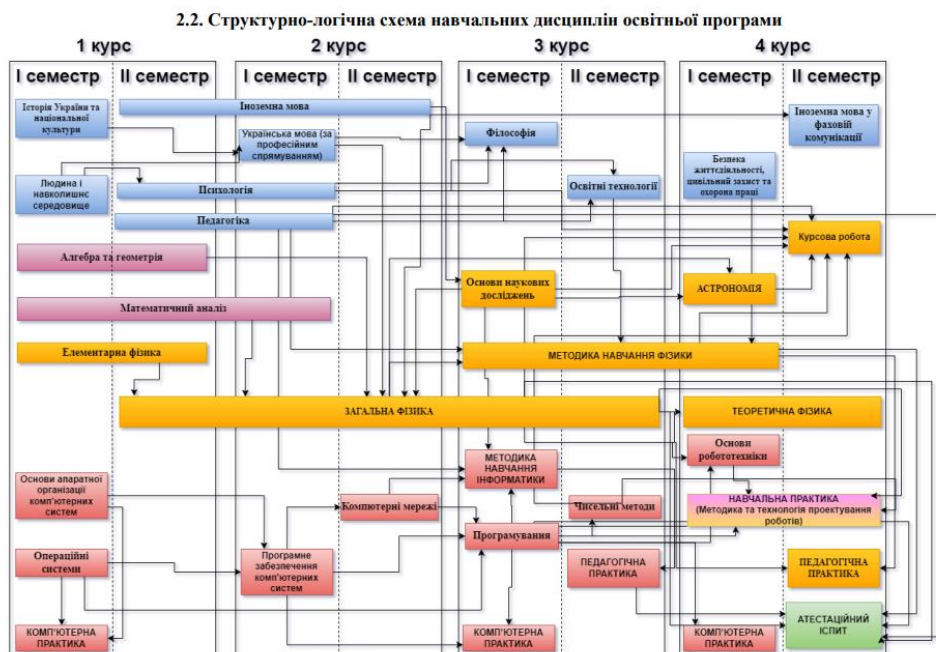 2.2. Структурно-логічна схема навчальних дисциплін освітньої програми
1 курс
2 курс
3 курс
4 курс
I семестр
II семестр
I семестр
II семестр
I семестр
II семестр
I семестр
II семестр
Історія України та
національної
культури
Іноземна мова
Українська мова (за
професійним
спрямуванням)
Філософія
Іноземна мова у
фаховій
комунікації
Людина і
навколишнє
середовище
Психологія
Освітні технології
Безпека
життєдіяльності,
цивільний захист та
охорона праці
Педагогіка
Курсова робота
Алгебра та геометрія
Основи наукових
досліджень
АСТРОНОМІЯ
Математичний аналіз
Елементарна фізика
МЕТОДИКА НАВЧАННЯ ФІЗИКИ
ЗАГАЛЬНА ФІЗИКА
ТЕОРЕТИЧНА ФІЗИКА
Основи
робототехніки
МЕТОДИКА
НАВЧАННЯ
ІНФОРМАТИКИ
Основи апаратної
організації
комп'ютерних
систем
Компютерні мережі
Чисельні методи
НАВЧАЛЬНА ПРАКТИКА
(Методика та технологія проектування
роботів)
Програмування
Операційні
системи
Програмне
забезпечення
комп'ютерних
систем
ПЕДАГОГІЧНА
ПРАКТИКА
ПЕДАГОГІЧНА
ПРАКТИКА
КОМП'ЮТЕРНА
ПРАКТИКА
КОМП'ЮТЕРНА
ПРАКТИКА
КОМП'ЮТЕРНА
ПРАКТИКА
АТЕСТАЦІЙНИЙ
ІСПИТ